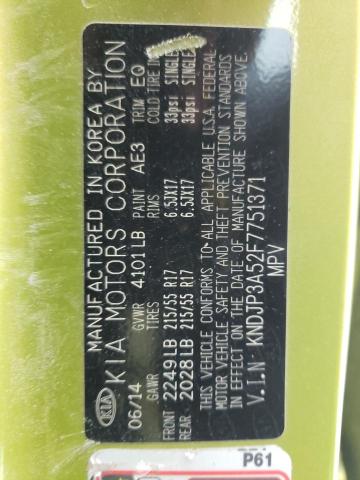 MANUFACTURED IN KOREA BY
KIA KIA MOTORS CORPORATION
06/14 GVWR 4101LB PAINT AE3 TRIM EQ
GAWR RIMS COLD TIRE
FRONT 2249LB 215/55 R17 6.5JX17 33psi SINGLE
REAR 2028LB 215/55 R17 6.5JX17 33psi SINGLE
THIS VEHICLE CONFORMS TO ALL APPLICABLE U.S.A. FEDERAL
MOTOR VEHICLE SAFETY AND THEFT PREVENTION STANDARDS
IN EFFECT ON THE DATE OF MANUFACTURE SHOWN ABOVE.
V.I.N: KNDJP3A52F7751371
MPV
P61